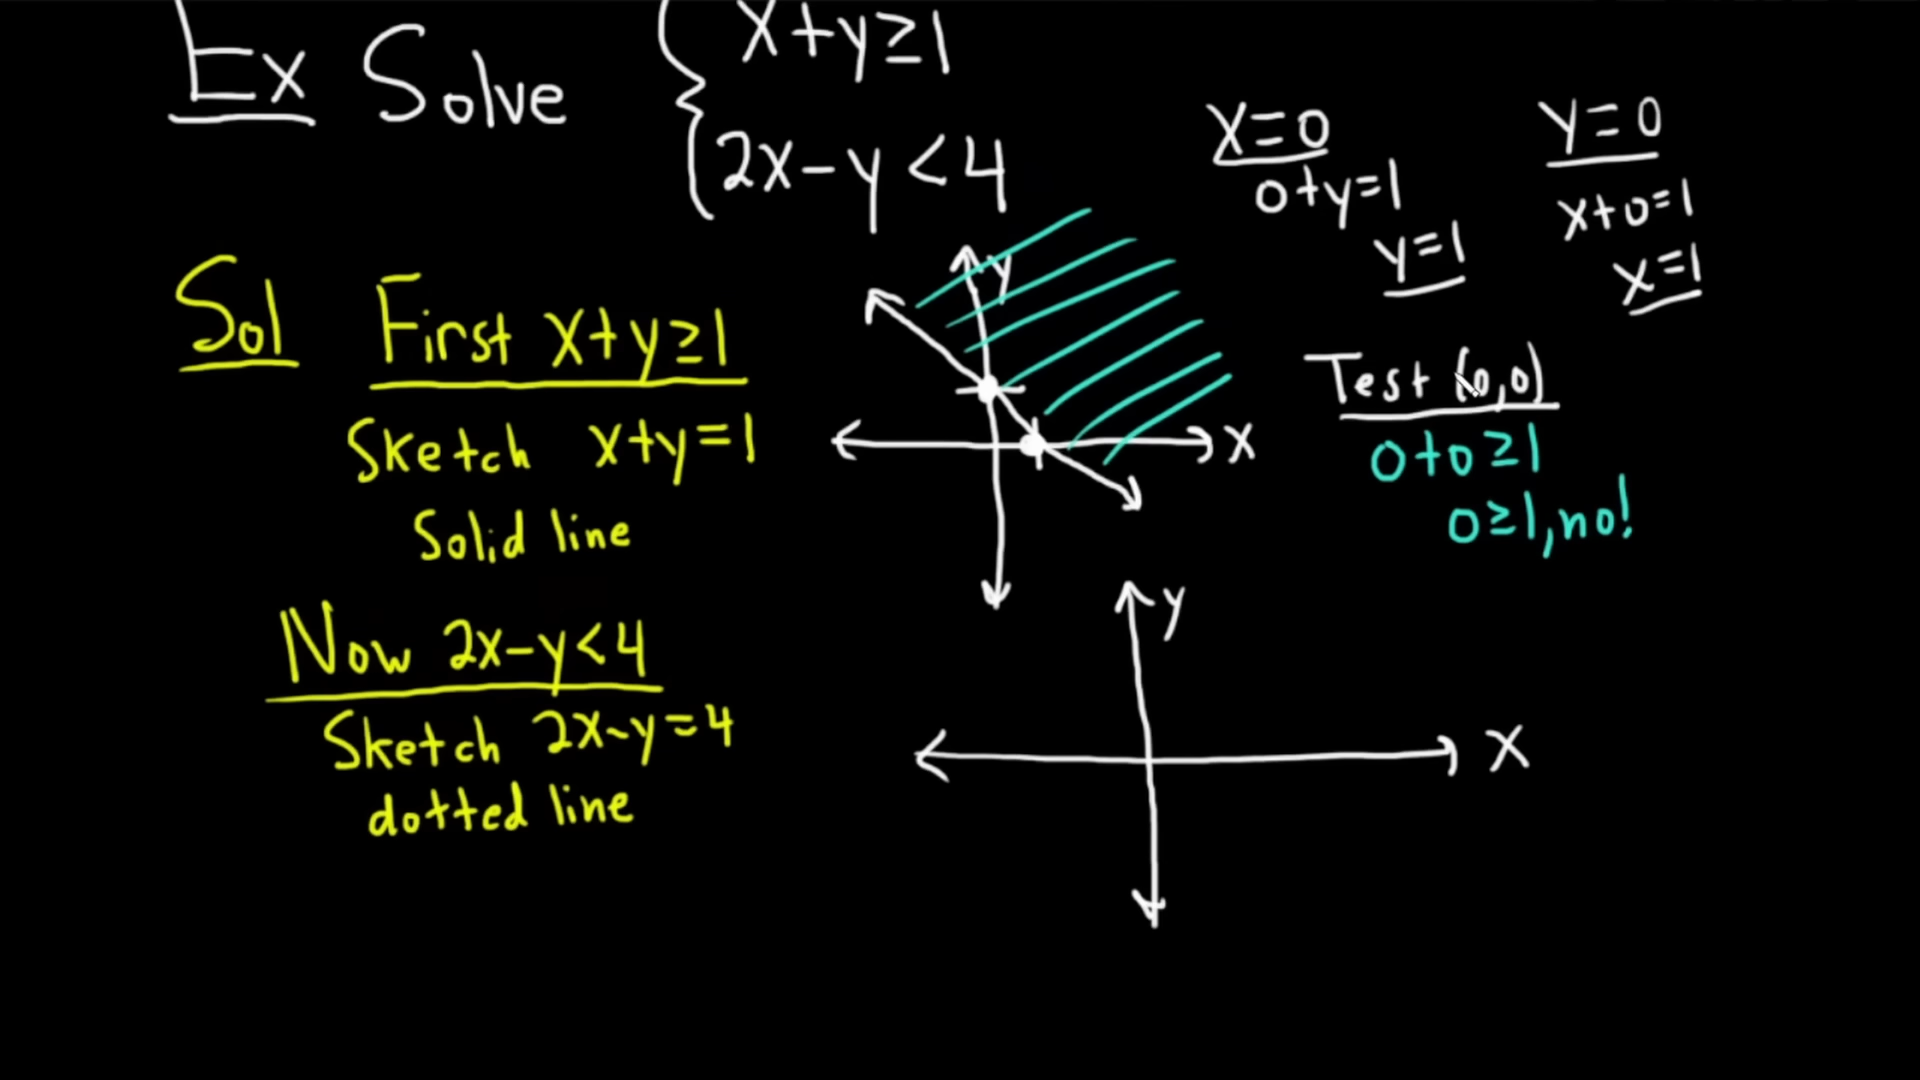 Ex Solve
x+y≥1
2x-y<4
x=0
0+y=1
y=1
y=0
x+0=1
x=1
Sol First x+y≥1
Sketch x+y=1
Solid line
y
x
Test (0,0)
0+0≥1
0≥1, no!
Now 2x-y<4
Sketch 2x-y=4
dotted line
y
x